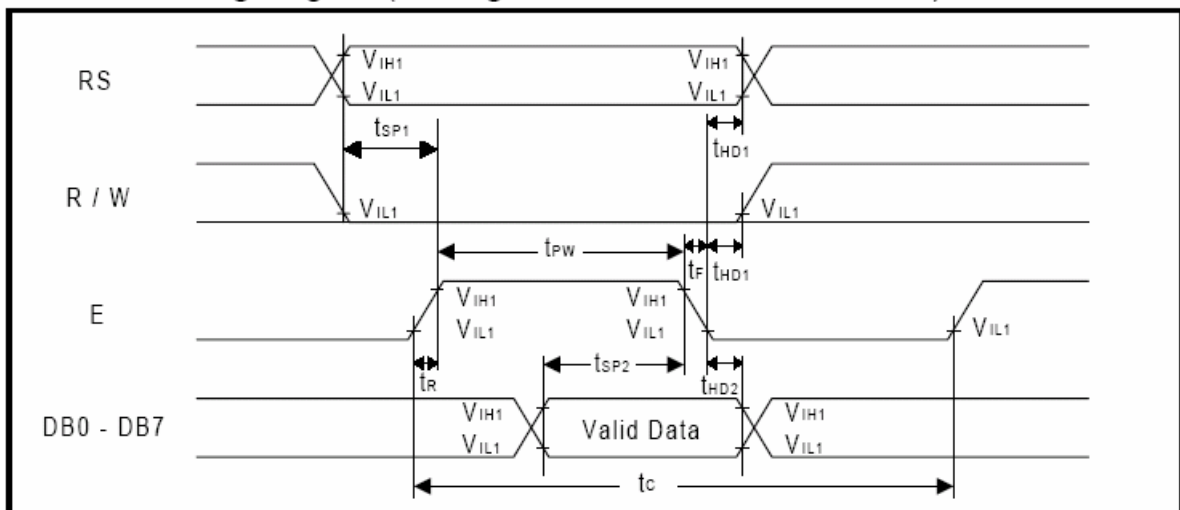 RS
VIH1
VIL1
VIH1
VIL1
tSP1
tHD1
R / W
VIL1
VIL1
tPW
tF
tHD1
E
VIH1
VIL1
VIH1
VIL1
VIL1
tR
tSP2
tHD2
DB0 - DB7
VIH1
VIL1
Valid Data
VIH1
VIL1
tC